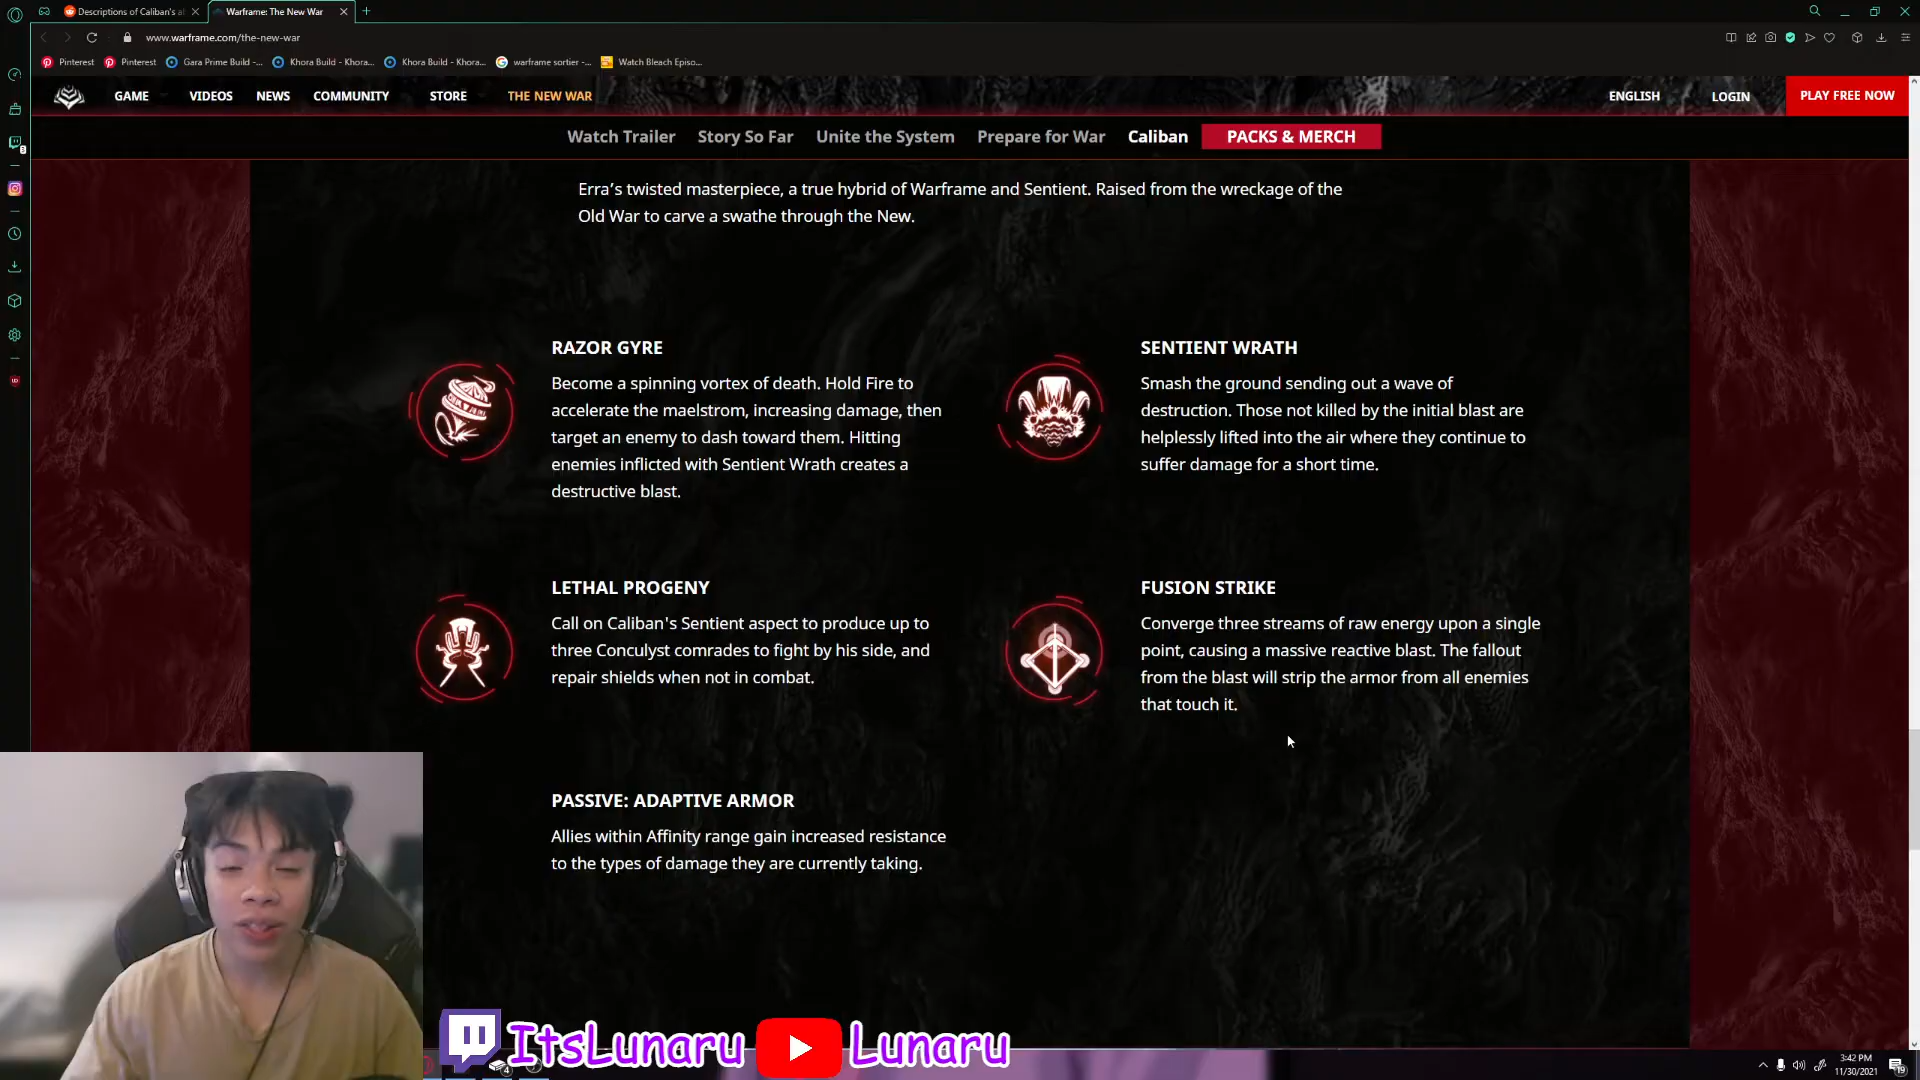 Descriptions of Caliban's a
Warframe: The New War
www.warframe.com/the-new-war
Pinterest
Pinterest
Gara Prime Build -...
Khora Build - Khora...
Khora Build - Khora...
warframe sortier -...
Watch Bleach Episo...
GAME
VIDEOS
NEWS
COMMUNITY
STORE
THE NEW WAR
ENGLISH
LOGIN
PLAY FREE NOW
Watch Trailer
Story So Far
Unite the System
Prepare for War
Caliban
PACKS & MERCH
Erra’s twisted masterpiece, a true hybrid of Warframe and Sentient. Raised from the wreckage of the
Old War to carve a swathe through the New.
RAZOR GYRE
Become a spinning vortex of death. Hold Fire to
accelerate the maelstrom, increasing damage, then
target an enemy to dash toward them. Hitting
enemies inflicted with Sentient Wrath creates a
destructive blast.
SENTIENT WRATH
Smash the ground sending out a wave of
destruction. Those not killed by the initial blast are
helplessly lifted into the air where they continue to
suffer damage for a short time.
LETHAL PROGENY
Call on Caliban's Sentient aspect to produce up to
three Conculyst comrades to fight by his side, and
repair shields when not in combat.
FUSION STRIKE
Converge three streams of raw energy upon a single
point, causing a massive reactive blast. The fallout
from the blast will strip the armor from all enemies
that touch it.
PASSIVE: ADAPTIVE ARMOR
Allies within Affinity range gain increased resistance
to the types of damage they are currently taking.
ItsLunaru
Lunaru
3:42 PM
11/30/2021